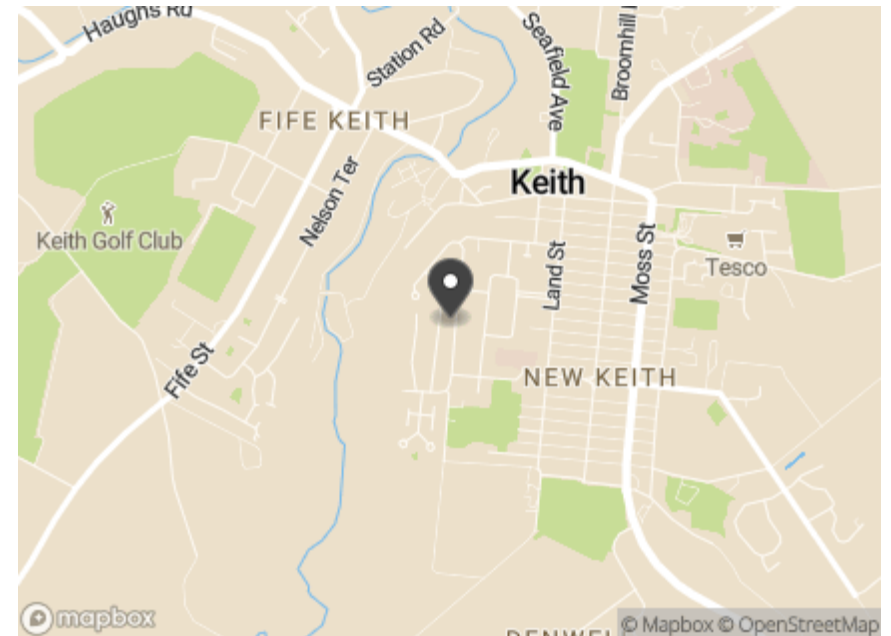 Haughs Rd
Station Rd
Seafield Ave
Broomhill
FIFE KEITH
Nelson Ter
Keith
Keith Golf Club
Land St
Moss St
Tesco
Fife St
NEW KEITH
mapbox
© Mapbox © OpenStreetMap